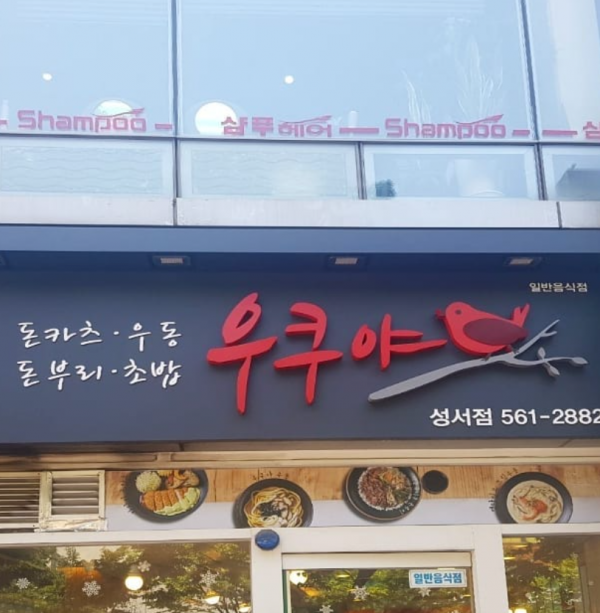 Shampoo
샴푸헤어
Shampoo
일반음식점
돈카츠·우동
돈부리·초밥
우쿠야
성서점 561-2882
일반음식점